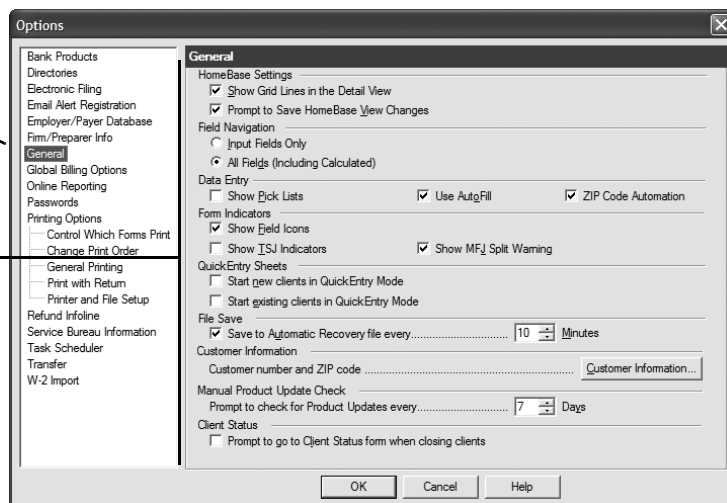 Options
Bank Products
Directories
Electronic Filing
Email Alert Registration
Employer/Payer Database
Firm/Preparer Info
General
Global Billing Options
Online Reporting
Passwords
Printing Options
Control Which Forms Print
Change Print Order
General Printing
Print with Return
Printer and File Setup
Refund Infoline
Service Bureau Information
Task Scheduler
Transfer
W-2 Import
General
HomeBase Settings
Show Grid Lines in the Detail View
Prompt to Save HomeBase View Changes
Field Navigation
Input Fields Only
All Fields (Including Calculated)
Data Entry
Show Pick Lists Use AutoFill ZIP Code Automation
Form Indicators
Show Field Icons
Show TSJ Indicators Show MFJ Split Warning
QuickEntry Sheets
Start new clients in QuickEntry Mode
Start existing clients in QuickEntry Mode
File Save
Save to Automatic Recovery file every............................ 10 Minutes
Customer Information
Customer number and ZIP code ........................................................ Customer Information...
Manual Product Update Check
Prompt to check for Product Updates every................................ 7 Days
Client Status
Prompt to go to Client Status form when closing clients
OK Cancel Help